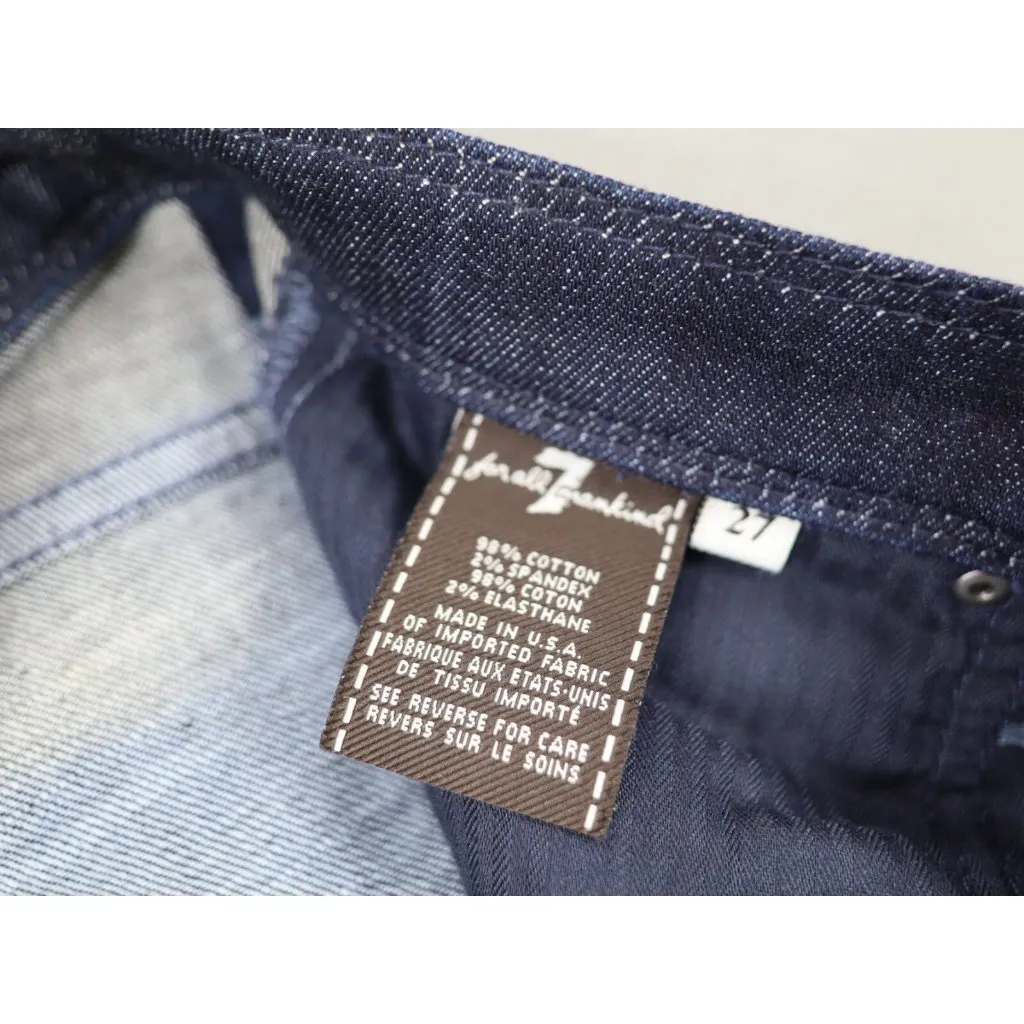 7
for all mankind
27
98% COTTON
2% SPANDEX
98% COTON
2% ELASTHANE
MADE IN U.S.A.
OF IMPORTED FABRIC
FABRIQUE AUX ETATS-UNIS
DE TISSU IMPORTÉ
SEE REVERSE FOR CARE
REVERS SUR LE SOINS